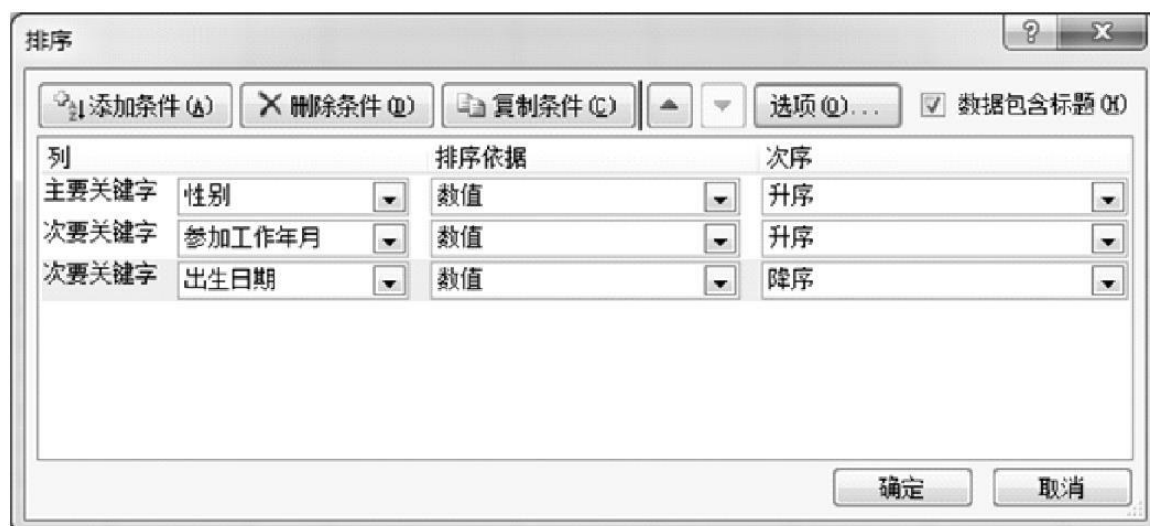 排序
添加条件(A) 删除条件(D) 复制条件(C) 选项(O)... 数据包含标题(H)
列 排序依据 次序
主要关键字 性别 数值 升序
次要关键字 参加工作年月 数值 升序
次要关键字 出生日期 数值 降序
确定 取消